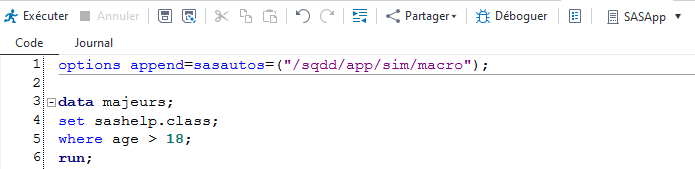 Exécuter Annuler Partager Déboguer SASApp
Code Journal
1 options append=sasautos=("/sqdd/app/sim/macro");
2
3 data majeurs;
4 set sashelp.class;
5 where age > 18;
6 run;